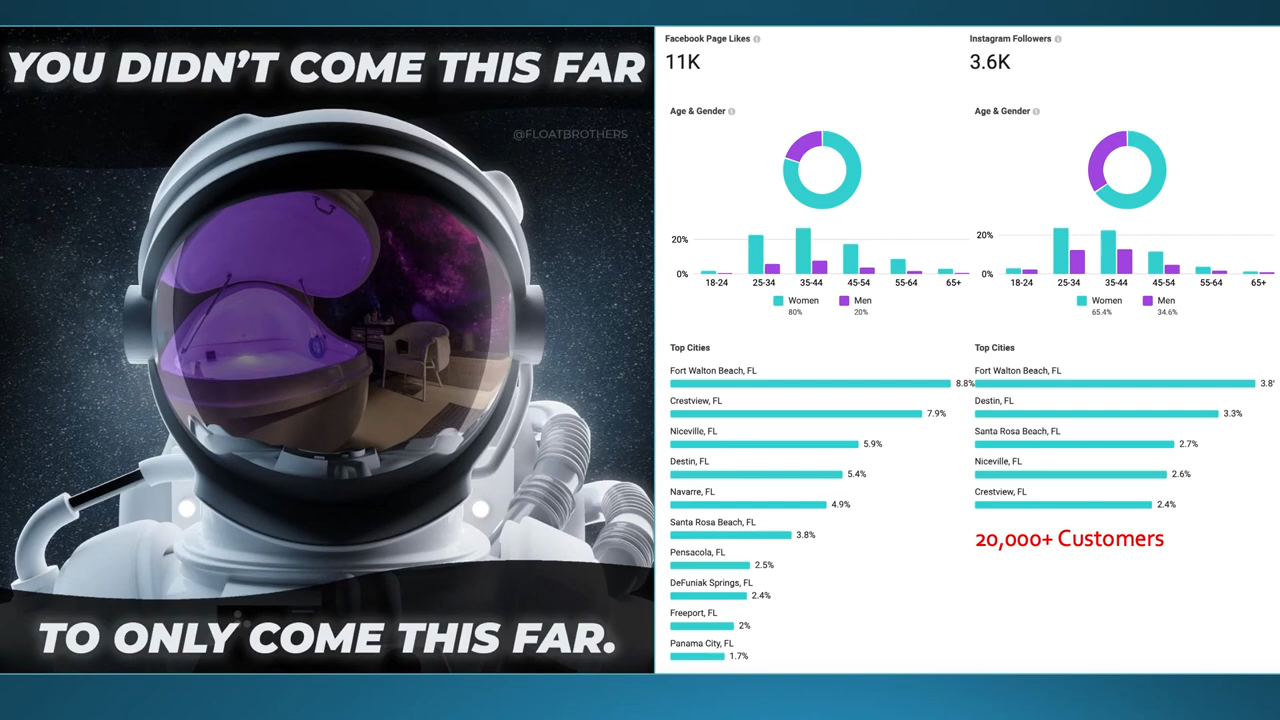 YOU DIDN'T COME THIS FAR
@FLOATBROTHERS
TO ONLY COME THIS FAR.
Facebook Page Likes
11K
Age & Gender
20%
0%
18-24 25-34 35-44 45-54 55-64 65+
Women Men
80% 20%
Top Cities
Fort Walton Beach, FL
8.8%
Crestview, FL
7.9%
Niceville, FL
5.9%
Destin, FL
5.4%
Navarre, FL
4.9%
Santa Rosa Beach, FL
3.8%
Pensacola, FL
2.5%
DeFuniak Springs, FL
2.4%
Freeport, FL
2%
Panama City, FL
1.7%
Instagram Followers
3.6K
Age & Gender
20%
0%
18-24 25-34 35-44 45-54 55-64 65+
Women Men
65.4% 34.6%
Top Cities
Fort Walton Beach, FL
3.8
Destin, FL
3.3%
Santa Rosa Beach, FL
2.7%
Niceville, FL
2.6%
Crestview, FL
2.4%
20,000+ Customers